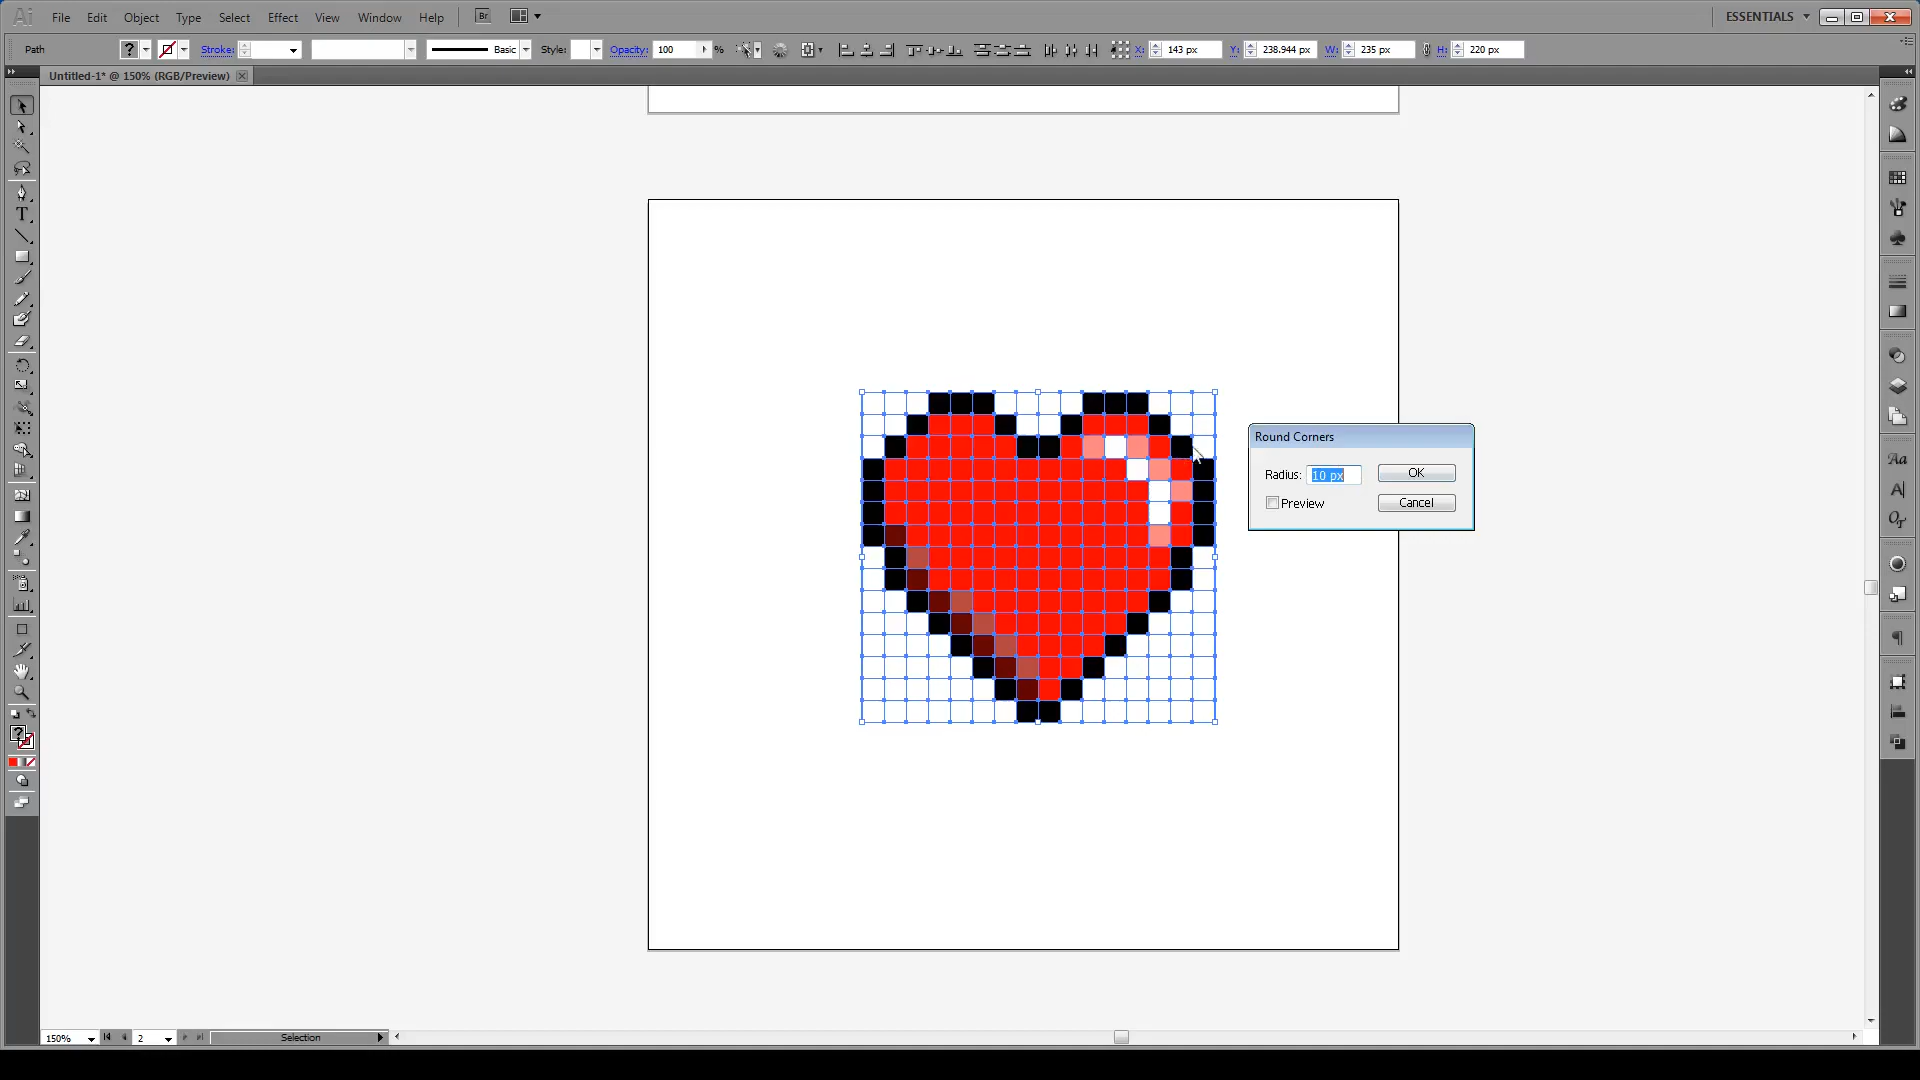 Ai File Edit Object Type Select Effect View Window Help Br ESSENTIALS
Path ? Stroke: Basic Style: Opacity: 100 % X: 143 px Y: 238.944 px W: 235 px H: 220 px
Untitled-1* @ 150% (RGB/Preview)
Round Corners
Radius: 10 px OK
Preview Cancel
150% 2 Selection